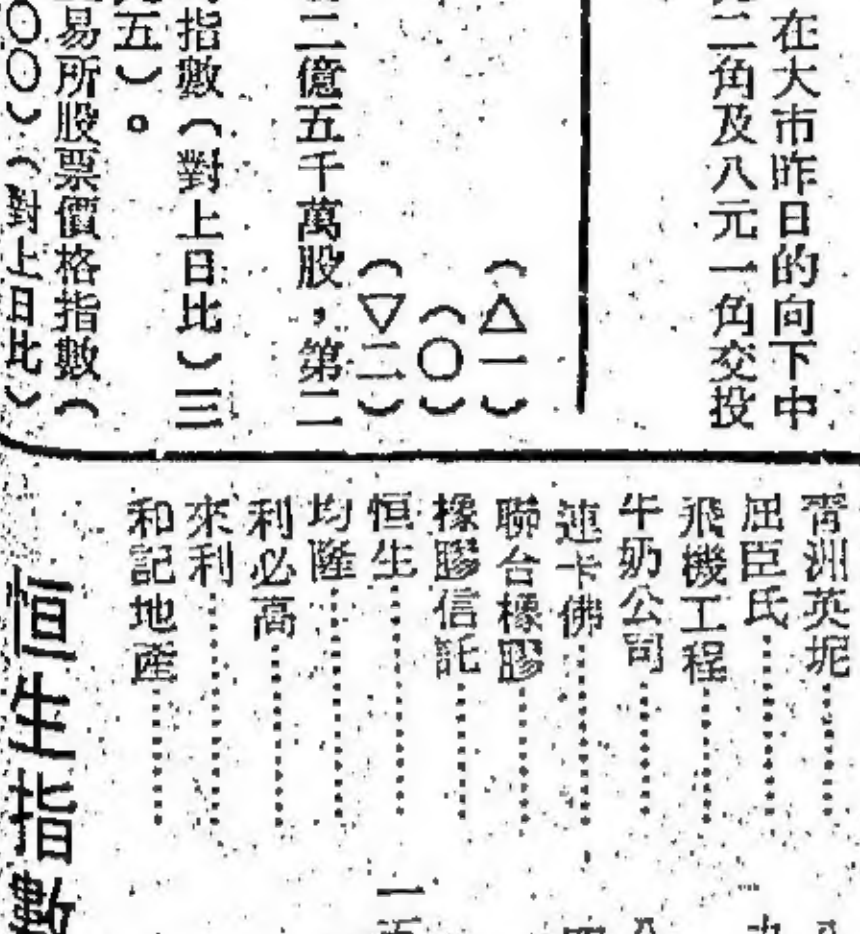 在大市昨日的向下中
二角及八元一角交投
(△一)
(○)
(▽二)
二億五千萬股，第二
指數(對上日比)三
五)。
易所股票價格指數(
○○)(對上日比)
青洲英坭………
屈臣氏………
飛機工程………
牛奶公司………
連卡佛………
聯合橡膠………
橡膠信託………
恒生………一百
均隆………
利必高………
來利………
和記地產………
恒生指數